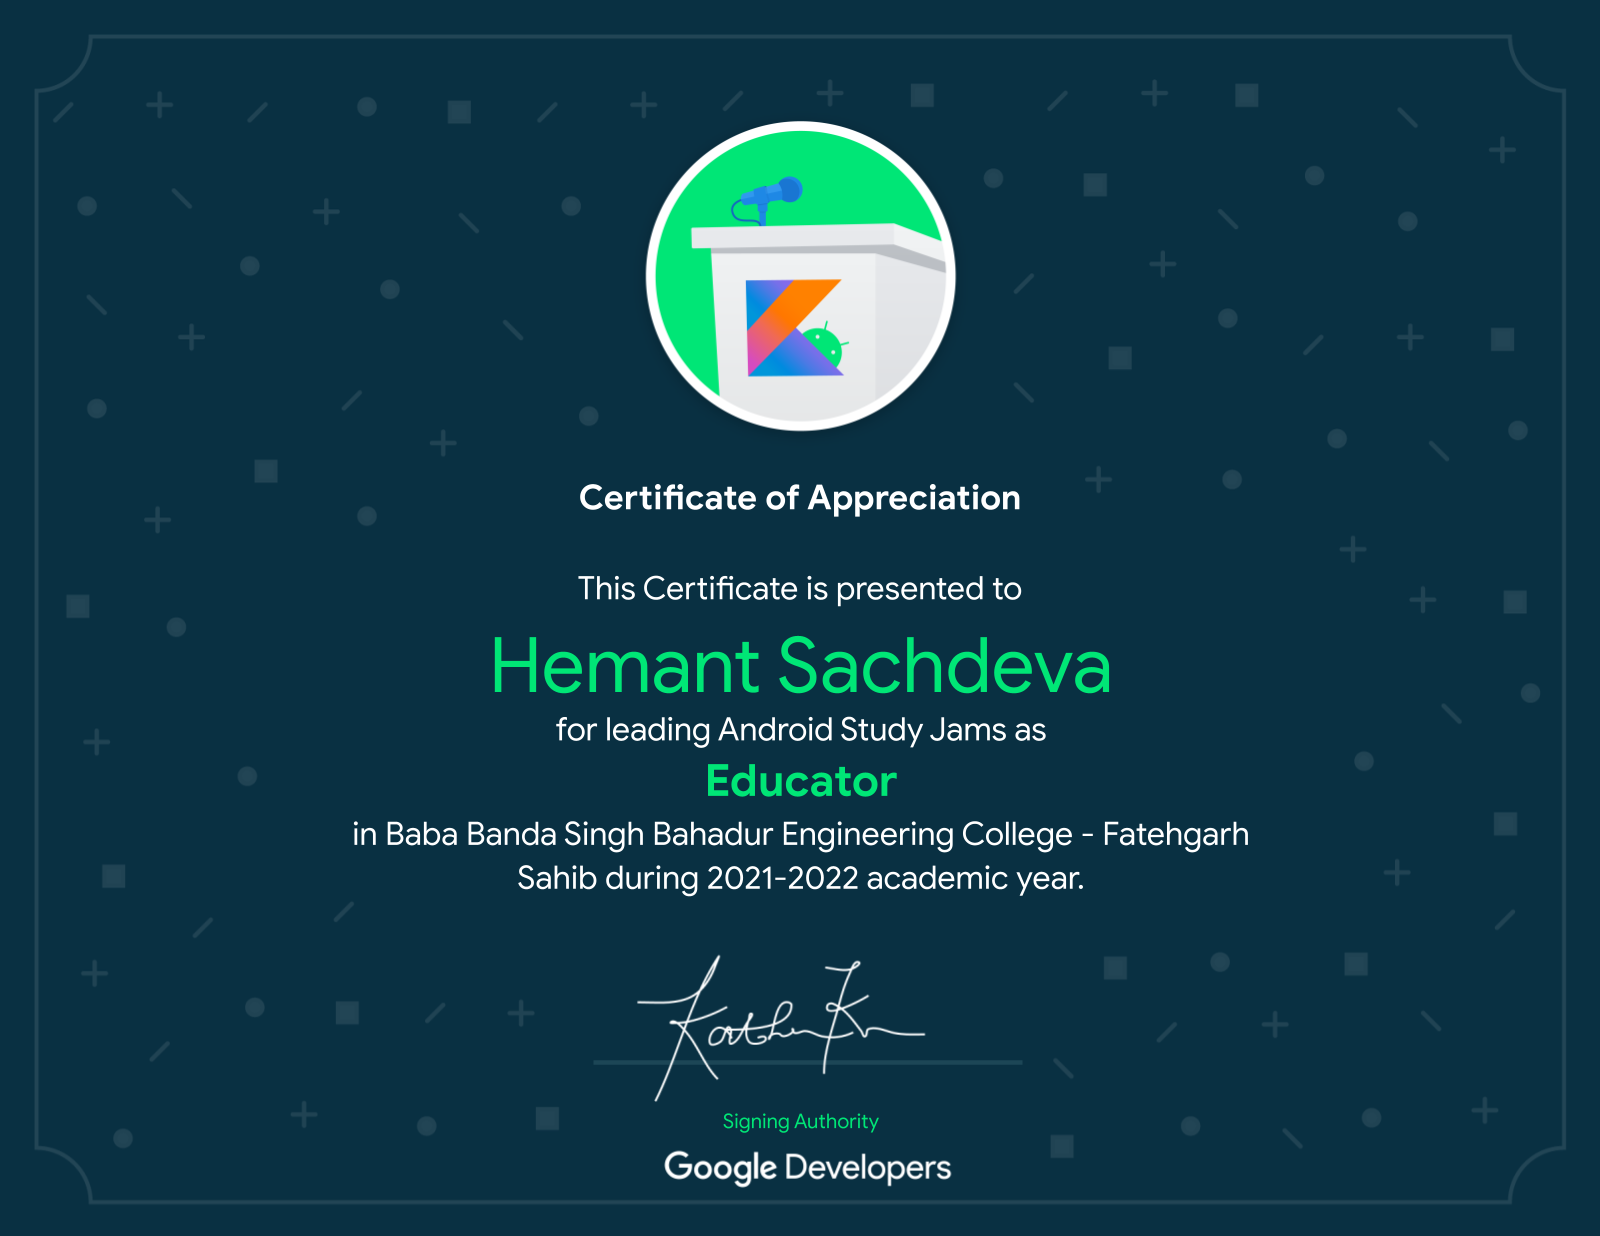 Certificate of Appreciation
This Certificate is presented to
Hemant Sachdeva
for leading Android Study Jams as
Educator
in Baba Banda Singh Bahadur Engineering College - Fatehgarh
Sahib during 2021-2022 academic year.
Signing Authority
Google Developers